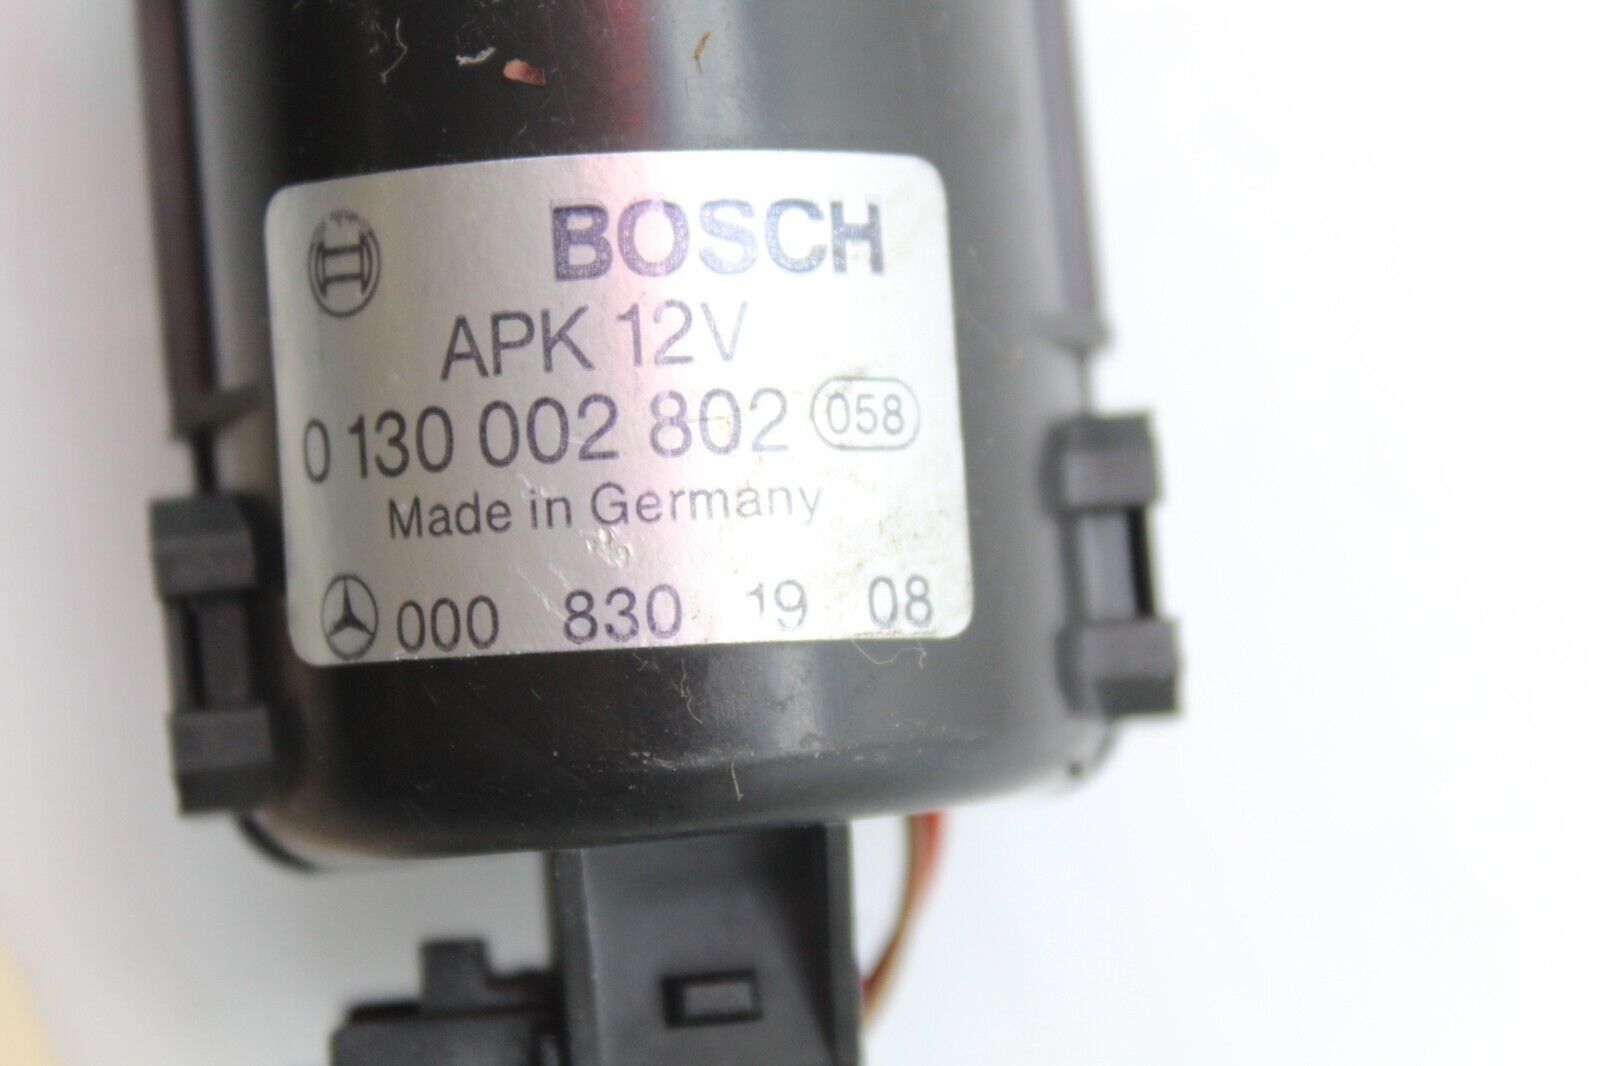 BOSCH
APK 12V
0 130 002 802 058
Made in Germany
000 830 19 08